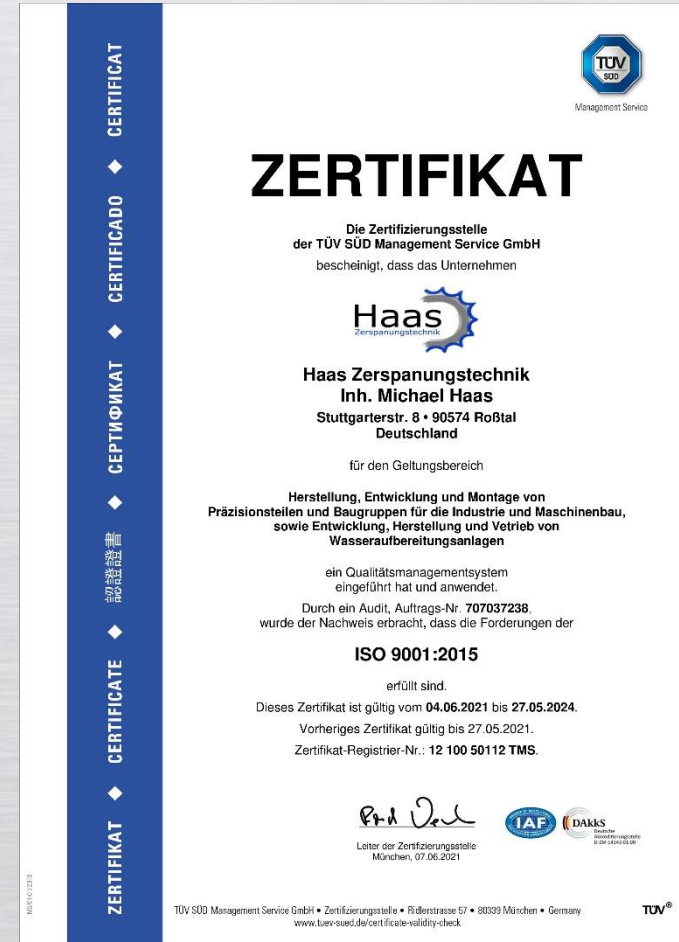 TÜV
SÜD
Management Service
ZERTIFIKAT
Die Zertifizierungsstelle
der TÜV SÜD Management Service GmbH
bescheinigt, dass das Unternehmen
Haas
Zerspanungstechnik
Haas Zerspanungstechnik
Inh. Michael Haas
Stuttgarterstr. 8 • 90574 Roßtal
Deutschland
für den Geltungsbereich
Herstellung, Entwicklung und Montage von
Präzisionsteilen und Baugruppen für die Industrie und Maschinenbau,
sowie Entwicklung, Herstellung und Vetrieb von
Wasseraufbereitungsanlagen
ein Qualitätsmanagementsystem
eingeführt hat und anwendet.
Durch ein Audit, Auftrags-Nr. 707037238,
wurde der Nachweis erbracht, dass die Forderungen der
ISO 9001:2015
erfüllt sind.
Dieses Zertifikat ist gültig vom 04.06.2021 bis 27.05.2024.
Vorheriges Zertifikat gültig bis 27.05.2021.
Zertifikat-Registrier-Nr.: 12 100 50112 TMS.
Leiter der Zertifizierungsstelle
München, 07.06.2021
IAF
DAkkS
Deutsche
Akkreditierungsstelle
D-ZM-14143-01-00
TÜV SÜD Management Service GmbH • Zertifizierungsstelle • Ridlerstrasse 57 • 80339 München • Germany
www.tuev-sued.de/certificate-validity-check
TÜV®
ZERTIFIKAT ◆ CERTIFICATE ◆ 認證證書 ◆ СЕРТИФИКАТ ◆ CERTIFICADO ◆ CERTIFICAT